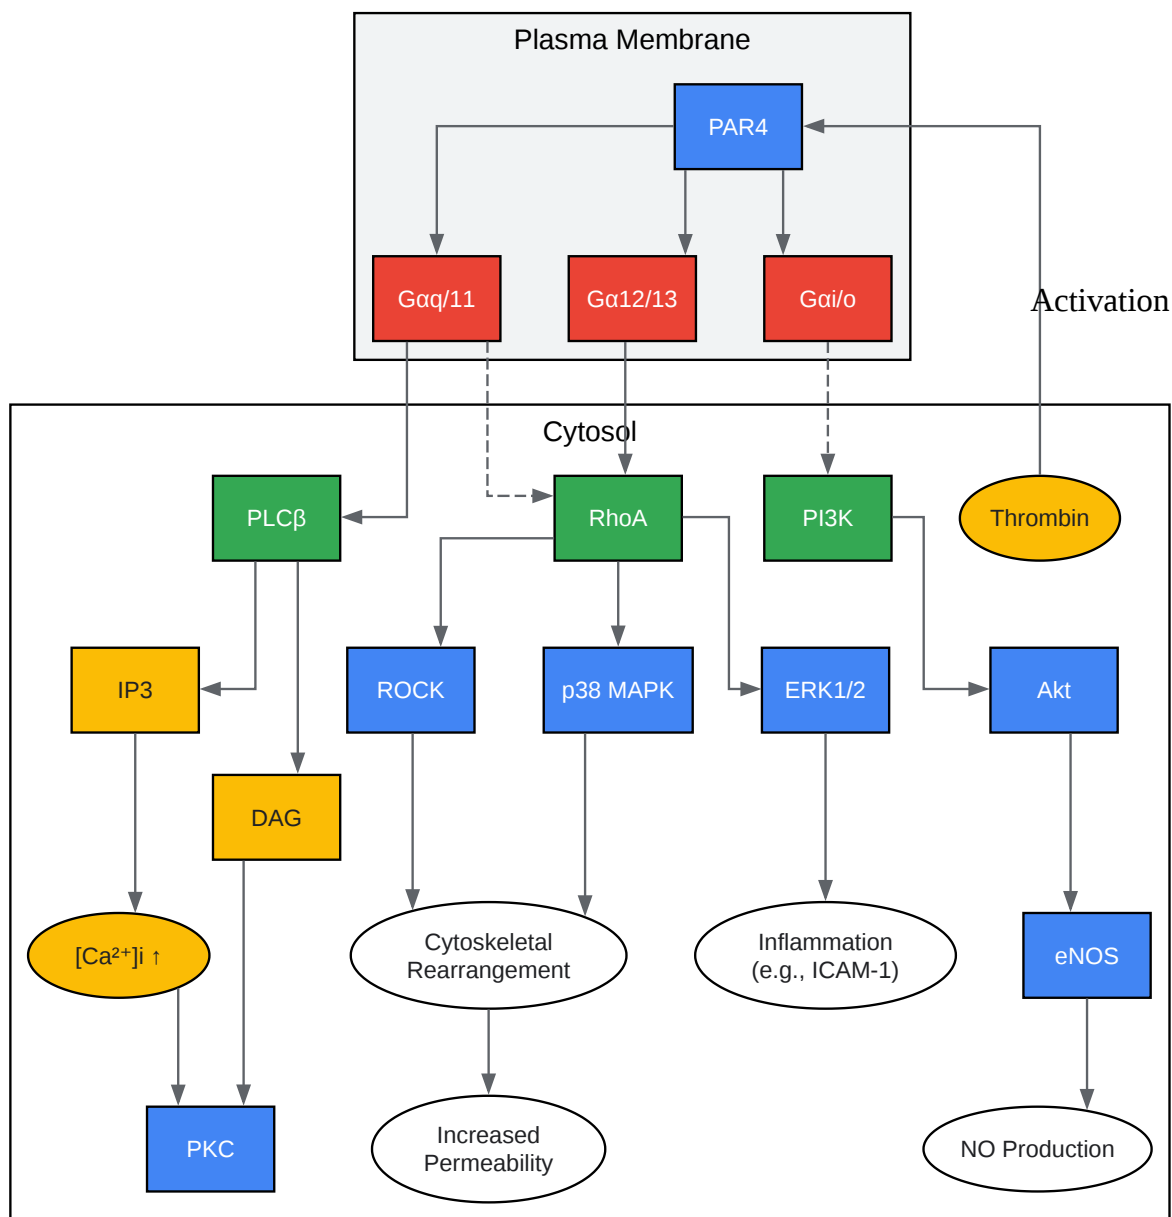 Plasma Membrane
PAR4
Gαq/11
Gα12/13
Gαi/o
Activation
Cytosol
PLCβ
RhoA
PI3K
Thrombin
IP3
ROCK
p38 MAPK
ERK1/2
Akt
DAG
[Ca²⁺]i ↑
Cytoskeletal
Rearrangement
Inflammation
(e.g., ICAM-1)
eNOS
PKC
Increased
Permeability
NO Production